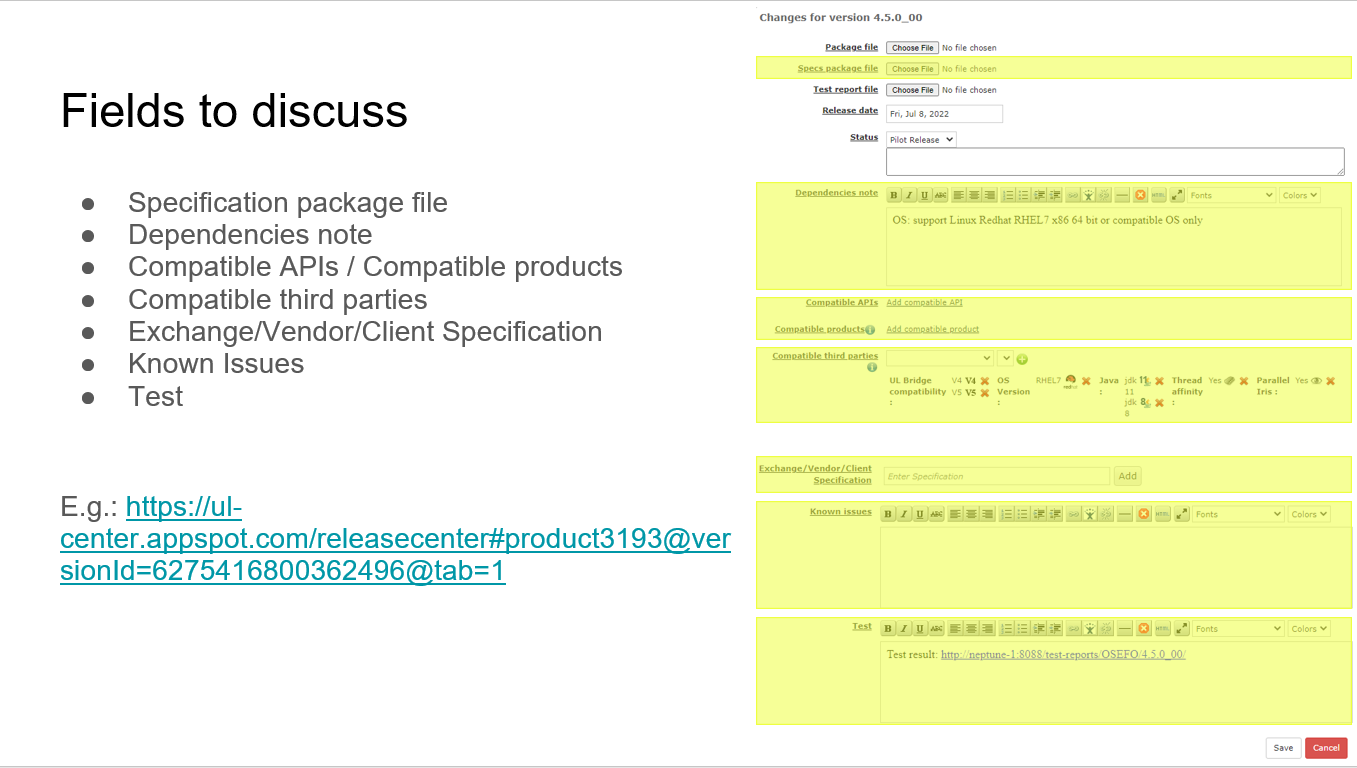 Fields to discuss
● Specification package file
● Dependencies note
● Compatible APIs / Compatible products
● Compatible third parties
● Exchange/Vendor/Client Specification
● Known Issues
● Test
E.g.: https://ul-
center.appspot.com/releasecenter#product3193@ver
sionId=6275416800362496@tab=1
Changes for version 4.5.0_00
Package file Choose File No file chosen
Specs package file Choose File No file chosen
Test report file Choose File No file chosen
Release date Fri, Jul 8, 2022
Status Pilot Release
Dependencies note B I U ABC HTML Fonts Colors
OS: support Linux Redhat RHEL7 x86 64 bit or compatible OS only
Compatible APIs Add compatible API
Compatible products Add compatible product
Compatible third parties
UL Bridge V4 V4 OS RHEL7 redhat Java jdk 11 Thread Yes Parallel Yes
compatibility V5 V5 Version : 11 affinity Iris :
: : jdk 8 :
8
Exchange/Vendor/Client
Specification Enter Specification Add
Known issues B I U ABC HTML Fonts Colors
Test B I U ABC HTML Fonts Colors
Test result: http://neptune-1:8088/test-reports/OSEFO/4.5.0_00/
Save Cancel